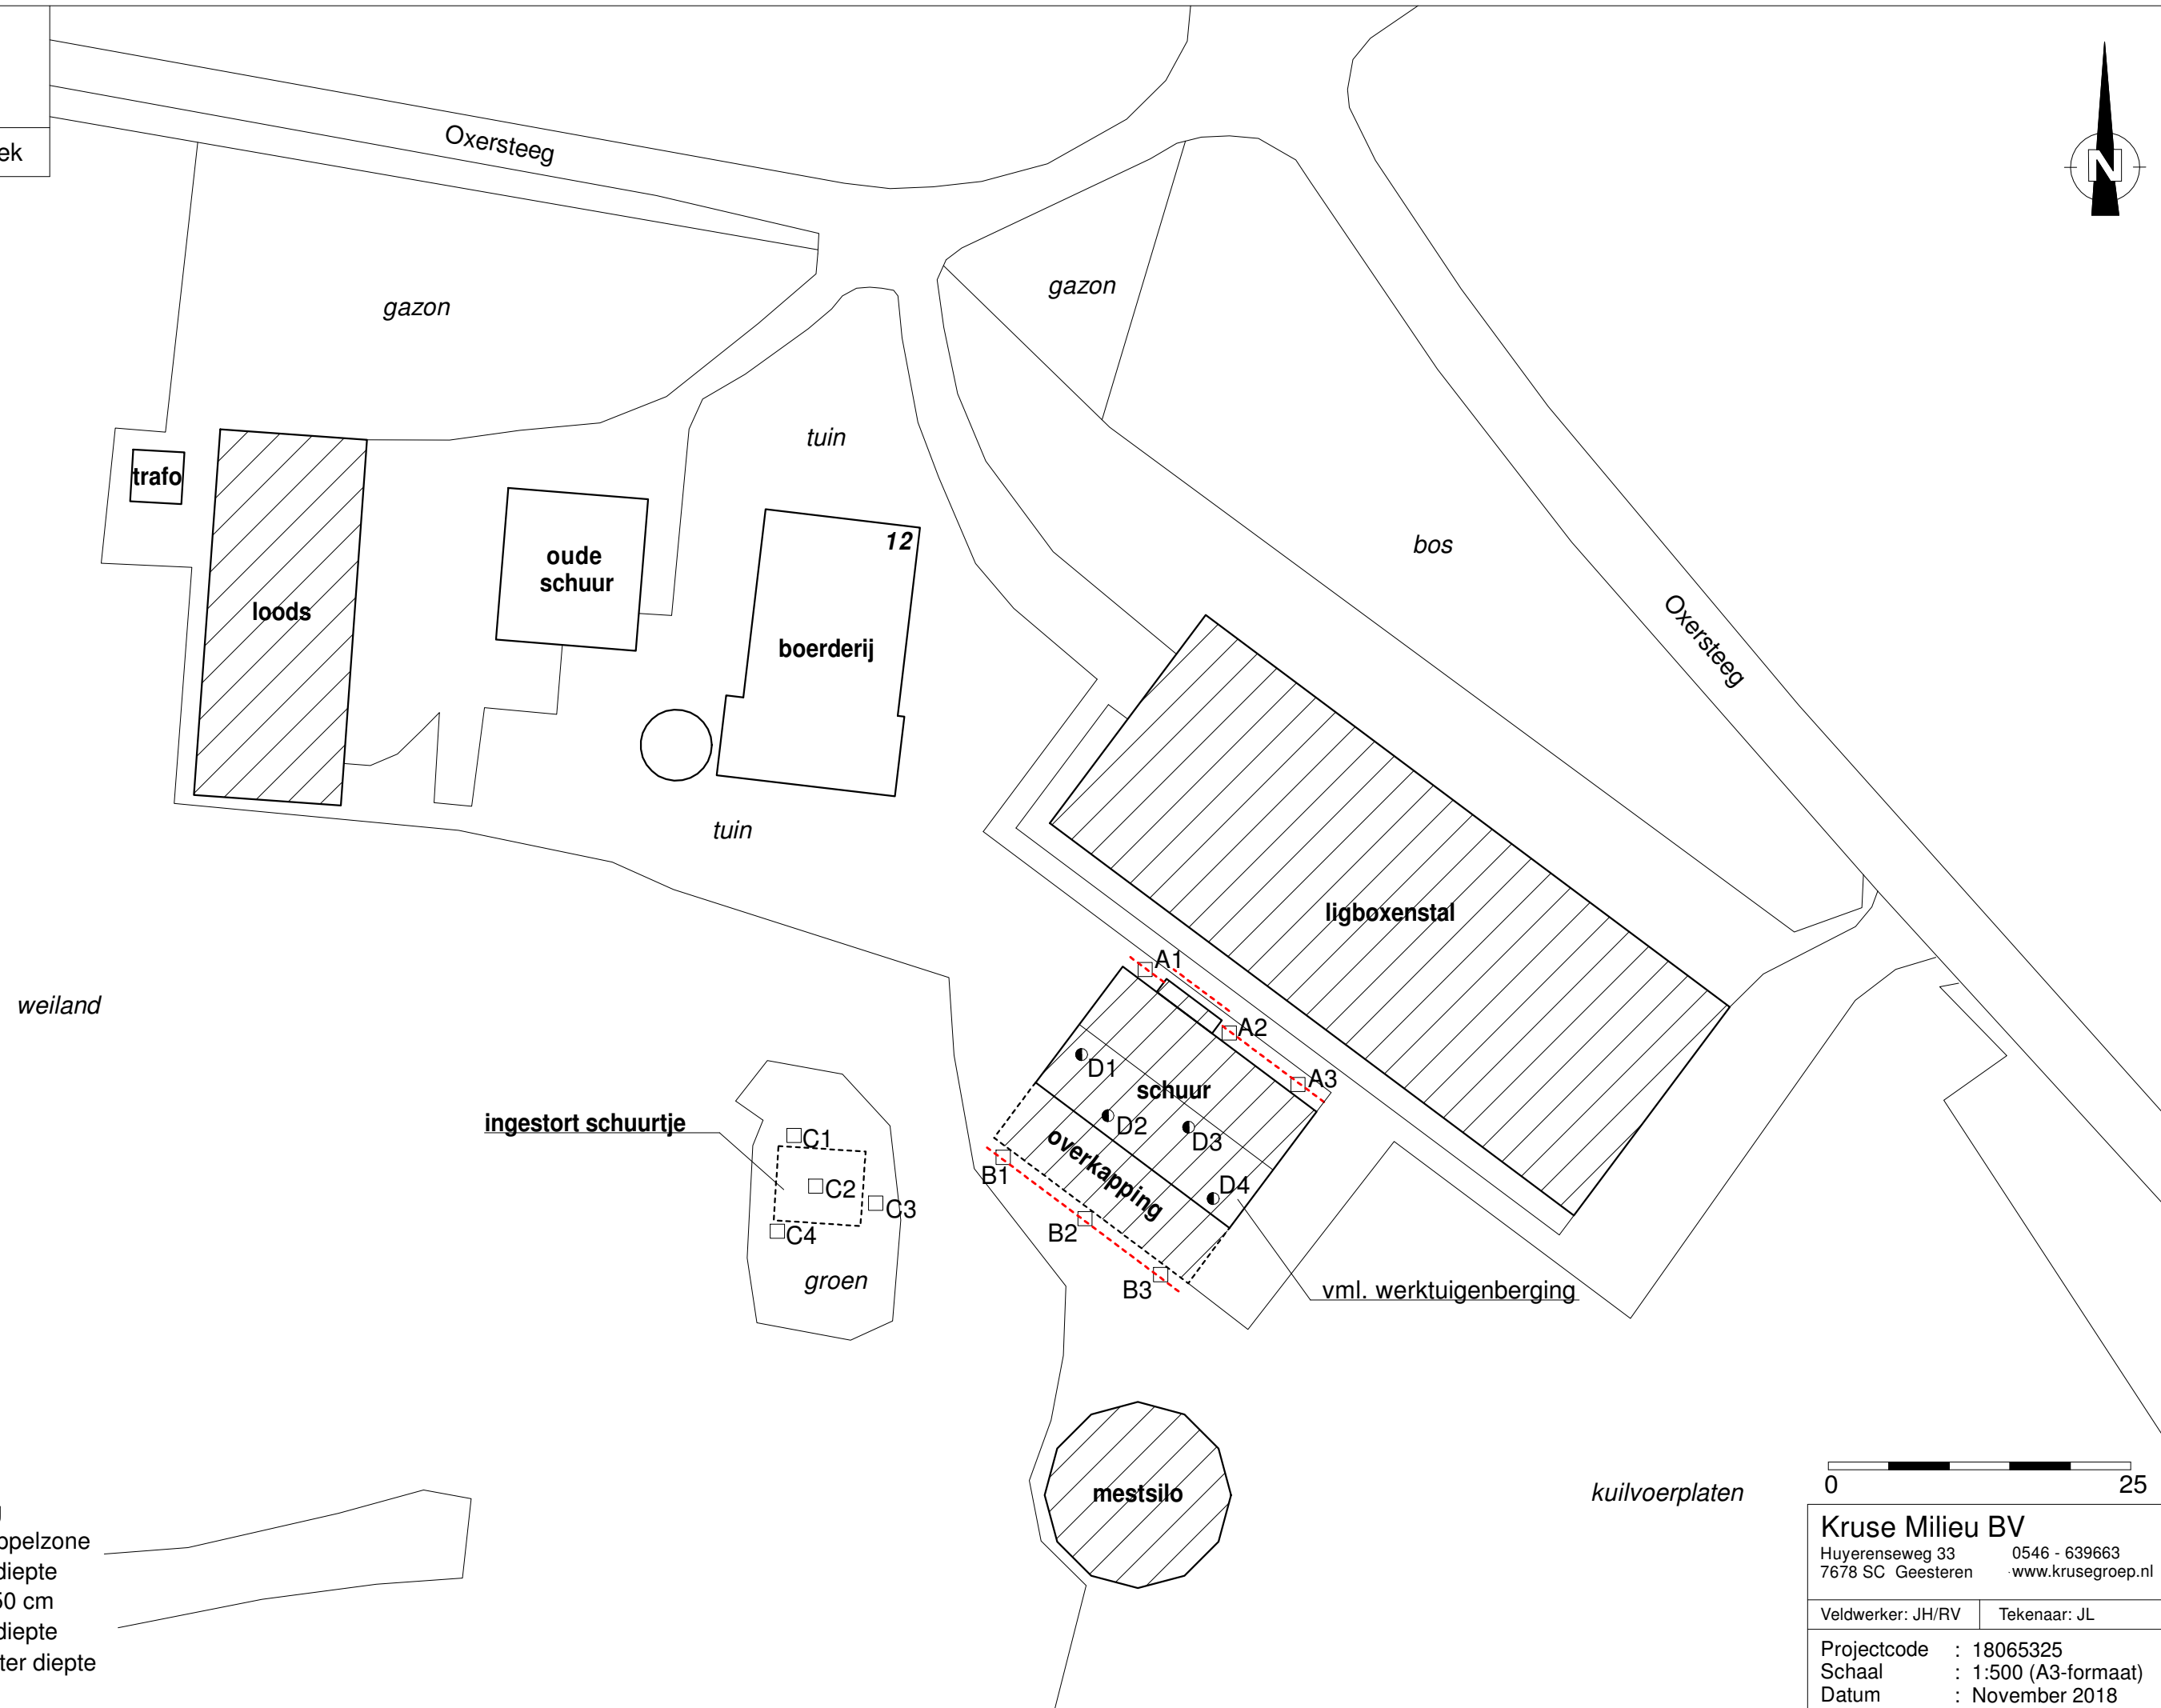 ek
Oxersteeg
N
gazon
gazon
tuin
trafo
12
oude
schuur
bos
loods
Oxersteeg
boerderij
tuin
ligboxenstal
A1
weiland
A2
D1
A3
schuur
ingestort schuurtje
D2
C1
D3
overkapping
B1
C2
D4
C3
B2
C4
groen
B3
vml. werktuigenberging
mestsilo
kuilvoerplaten
0 25
ppelzone
diepte
50 cm
diepte
ter diepte
Kruse Milieu BV
Huyerenseweg 33 0546 - 639663
7678 SC Geesteren www.krusegroep.nl
Veldwerker: JH/RV Tekenaar: JL
Projectcode : 18065325
Schaal : 1:500 (A3-formaat)
Datum : November 2018